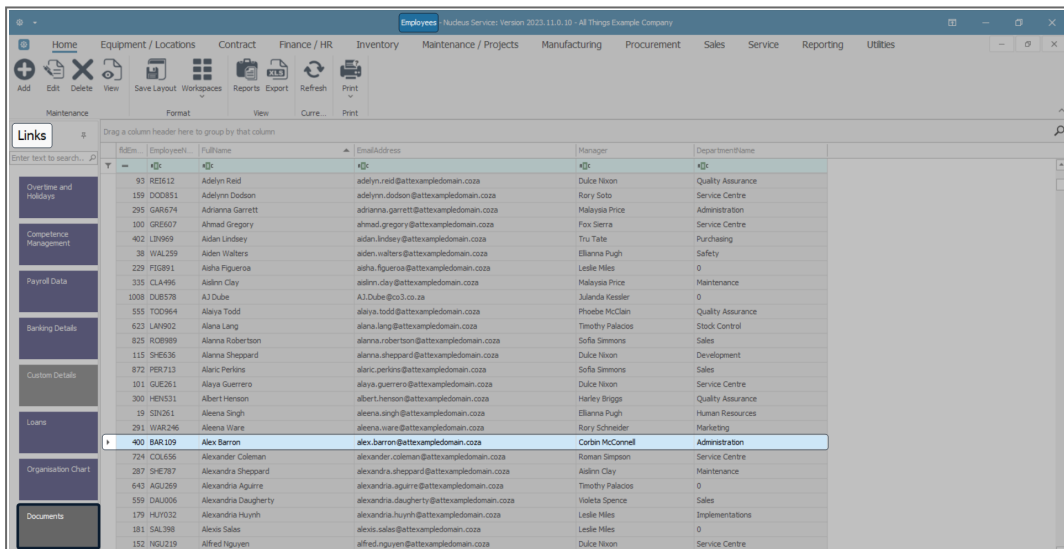 Employees - Nucleus Service: Version 2023.11.0.10 - All Things Example Company
Home Equipment / Locations Contract Finance / HR Inventory Maintenance / Projects Manufacturing Procurement Sales Service Reporting Utilities
Add Edit Delete View Save Layout Workspaces Reports Export Refresh Print
XLS
Maintenance Format View Curre... Print
Links
Drag a column header here to group by that column
Enter text to search...
fldEm... EmployeeN... FullName EmailAddress Manager DepartmentName
93 REI612 Adelyn Reid adelyn.reid@attexampledomain.coza Dulce Nixon Quality Assurance
159 DOD851 Adelynn Dodson adelynn.dodson@attexampledomain.coza Rory Soto Service Centre
295 GAR674 Adrianna Garrett adrianna.garrett@attexampledomain.coza Malaysia Price Administration
100 GRE607 Ahmad Gregory ahmad.gregory@attexampledomain.coza Fox Sierra Service Centre
402 LIN969 Aidan Lindsey aidan.lindsey@attexampledomain.coza Tru Tate Purchasing
38 WAL259 Aiden Walters aiden.walters@attexampledomain.coza Ellianna Pugh Safety
229 FIG891 Aisha Figueroa aisha.figueroa@attexampledomain.coza Leslie Miles 0
335 CLA496 Aislinn Clay aislinn.clay@attexampledomain.coza Malaysia Price Maintenance
1008 DUB578 AJ Dube AJ.Dube@co3.co.za Julanda Kessler 0
555 TOD964 Alaiya Todd alaiya.todd@attexampledomain.coza Phoebe McClain Quality Assurance
623 LAN902 Alana Lang alana.lang@attexampledomain.coza Timothy Palacios Stock Control
825 ROB989 Alanna Robertson alanna.robertson@attexampledomain.coza Sofia Simmons Sales
115 SHE636 Alanna Sheppard alanna.sheppard@attexampledomain.coza Dulce Nixon Development
872 PER713 Alaric Perkins alaric.perkins@attexampledomain.coza Sofia Simmons Sales
101 GUE261 Alaya Guerrero alaya.guerrero@attexampledomain.coza Dulce Nixon Service Centre
300 HEN531 Albert Henson albert.henson@attexampledomain.coza Harley Briggs Quality Assurance
19 SIN261 Aleena Singh aleena.singh@attexampledomain.coza Ellianna Pugh Human Resources
291 WAR246 Aleena Ware aleena.ware@attexampledomain.coza Rory Schneider Marketing
400 BAR109 Alex Barron alex.barron@attexampledomain.coza Corbin McConnell Administration
724 COL656 Alexander Coleman alexander.coleman@attexampledomain.coza Roman Simpson Service Centre
287 SHE787 Alexandra Sheppard alexandra.sheppard@attexampledomain.coza Aislinn Clay Maintenance
643 AGU269 Alexandria Aguirre alexandria.aguirre@attexampledomain.coza Timothy Palacios 0
559 DAU006 Alexandria Daugherty alexandria.daugherty@attexampledomain.coza Violeta Spence Sales
179 HUY032 Alexandria Huynh alexandria.huynh@attexampledomain.coza Leslie Miles Implementations
181 SAL398 Alexis Salas alexis.salas@attexampledomain.coza Leslie Miles 0
152 NGU219 Alfred Nguyen alfred.nguyen@attexampledomain.coza Dulce Nixon Service Centre
Overtime and
Holidays
Competence
Management
Payroll Data
Banking Details
Custom Details
Loans
Organisation Chart
Documents